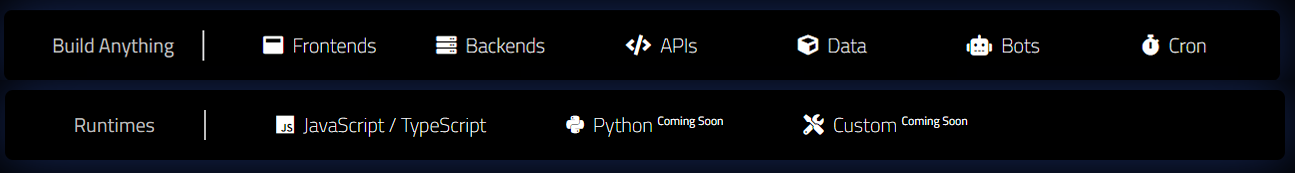 Build Anything | Frontends Backends </> APIs Data Bots Cron
Runtimes | JS JavaScript / TypeScript Python Coming Soon Custom Coming Soon